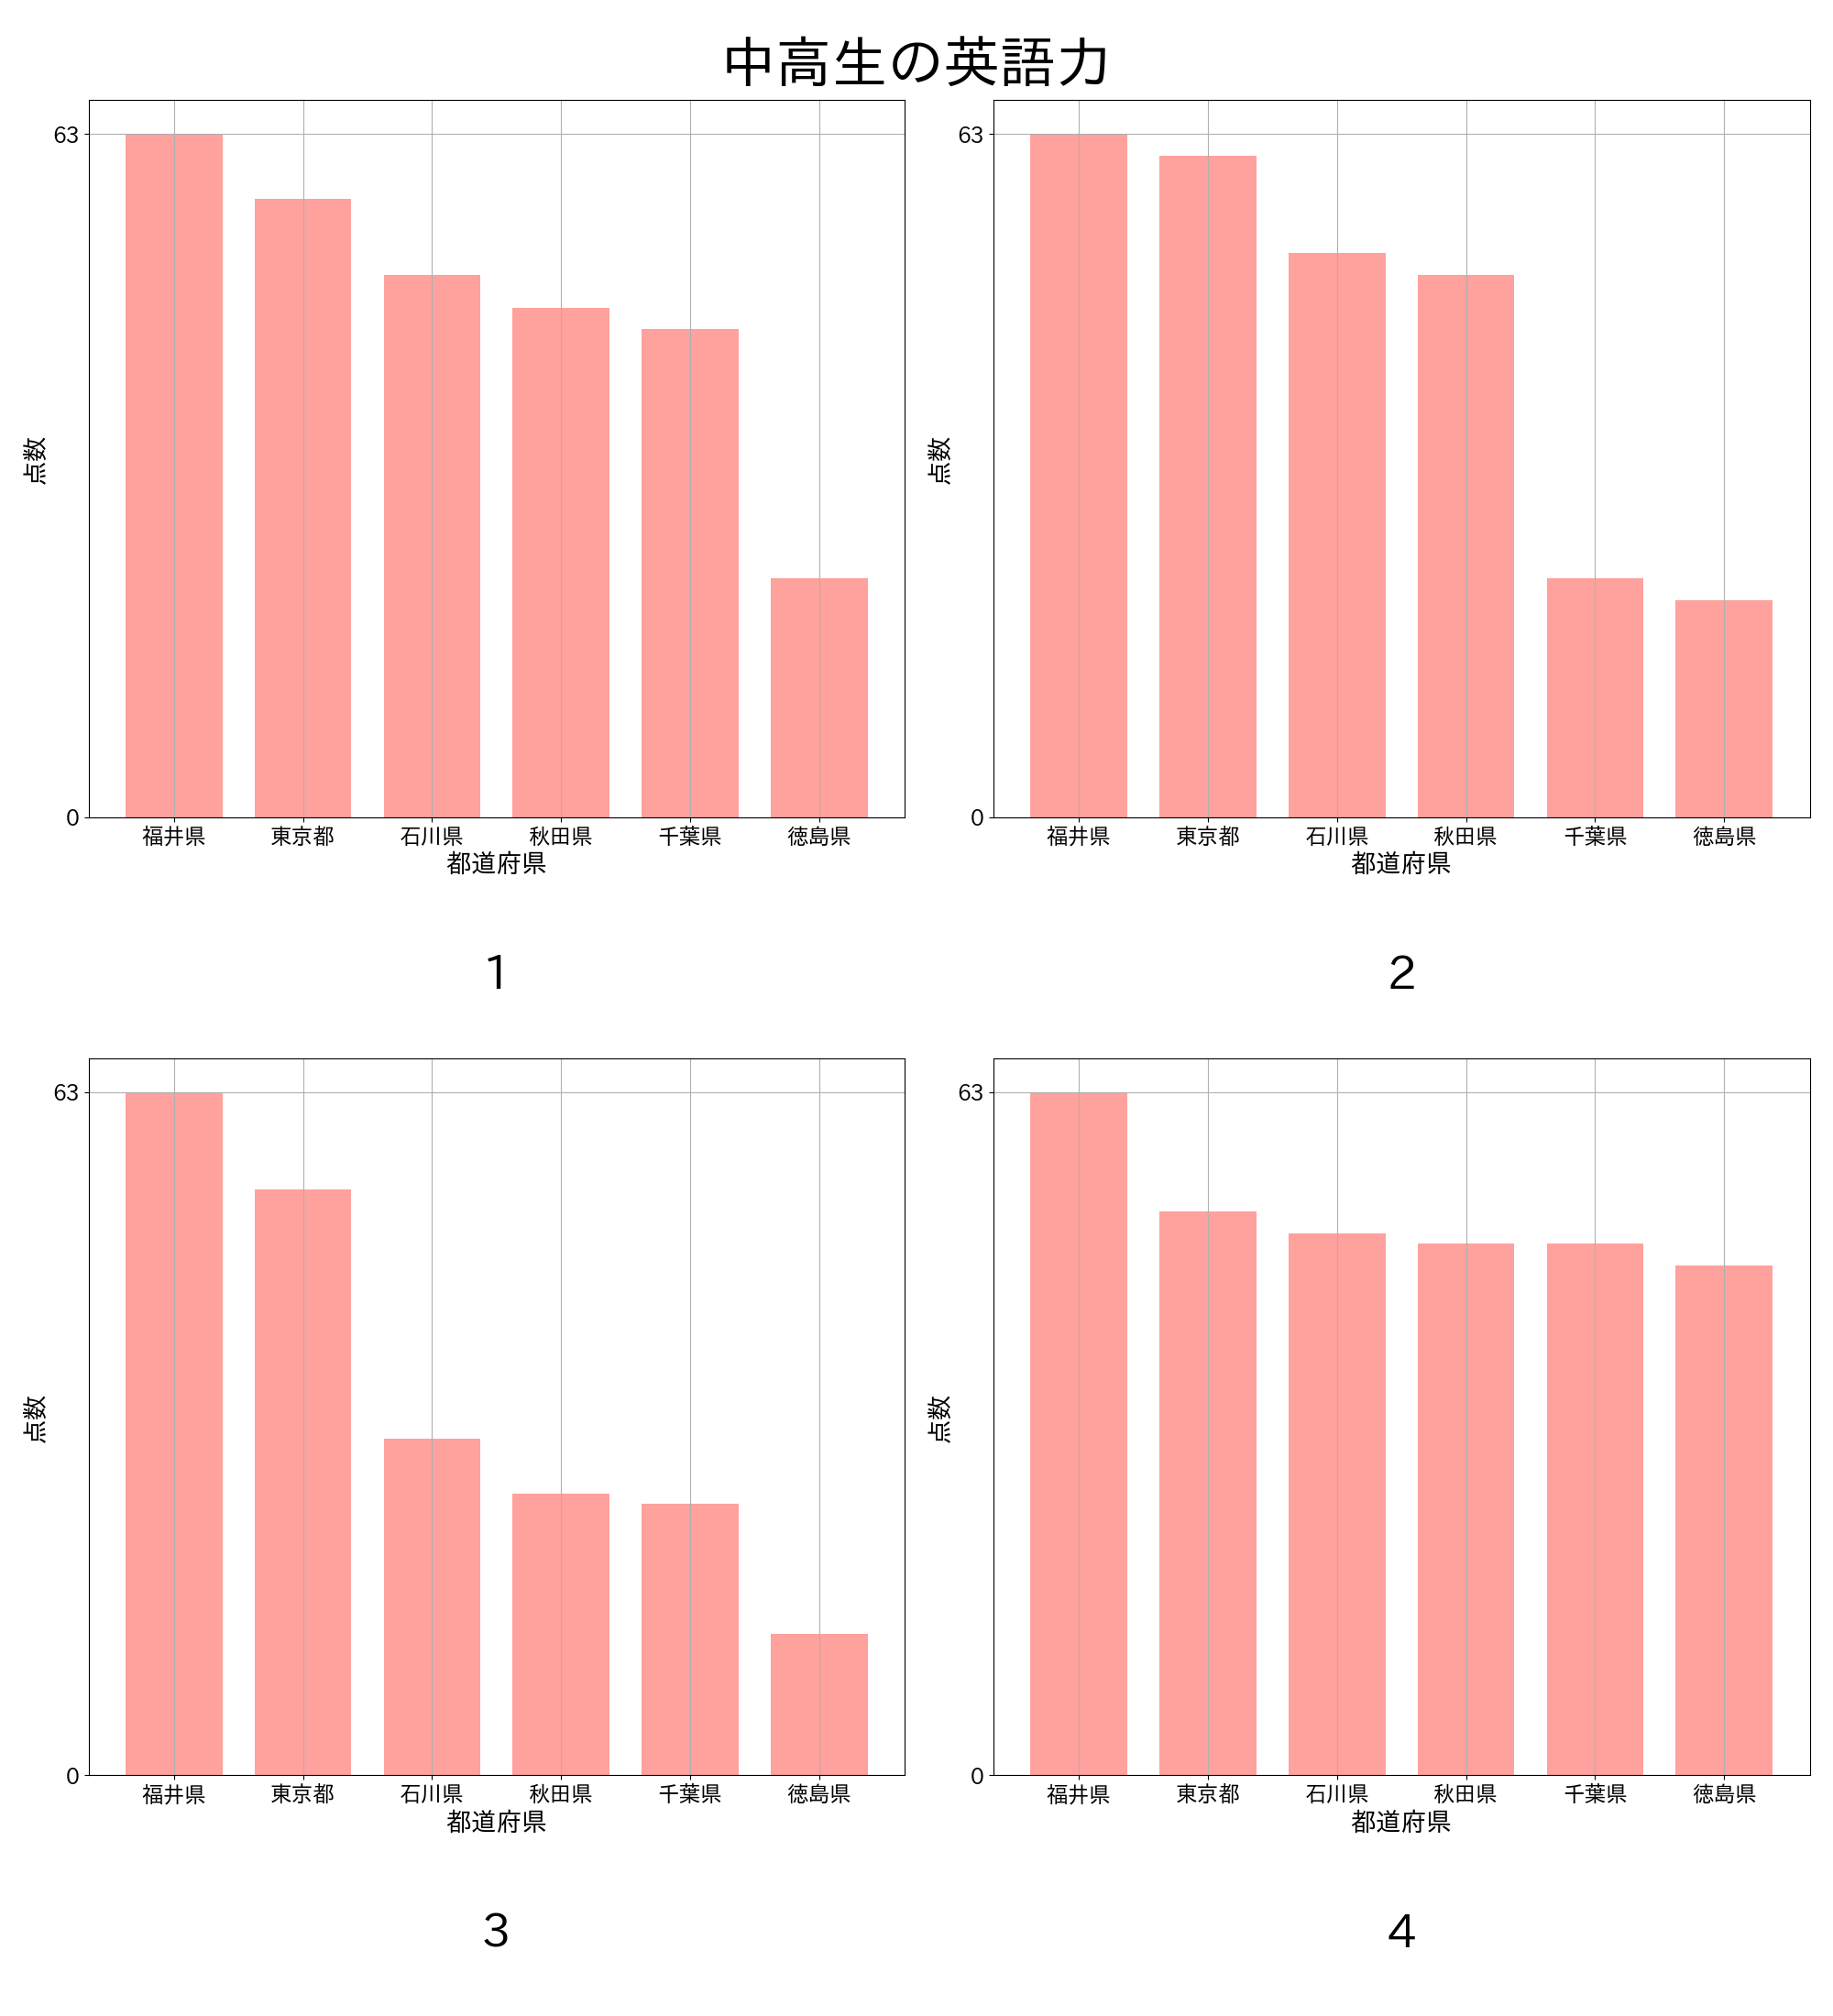 中高生の英語力
63
0
点数
福井県 東京都 石川県 秋田県 千葉県 徳島県
都道府県
1
63
0
点数
福井県 東京都 石川県 秋田県 千葉県 徳島県
都道府県
2
63
0
点数
福井県 東京都 石川県 秋田県 千葉県 徳島県
都道府県
3
63
0
点数
福井県 東京都 石川県 秋田県 千葉県 徳島県
都道府県
4